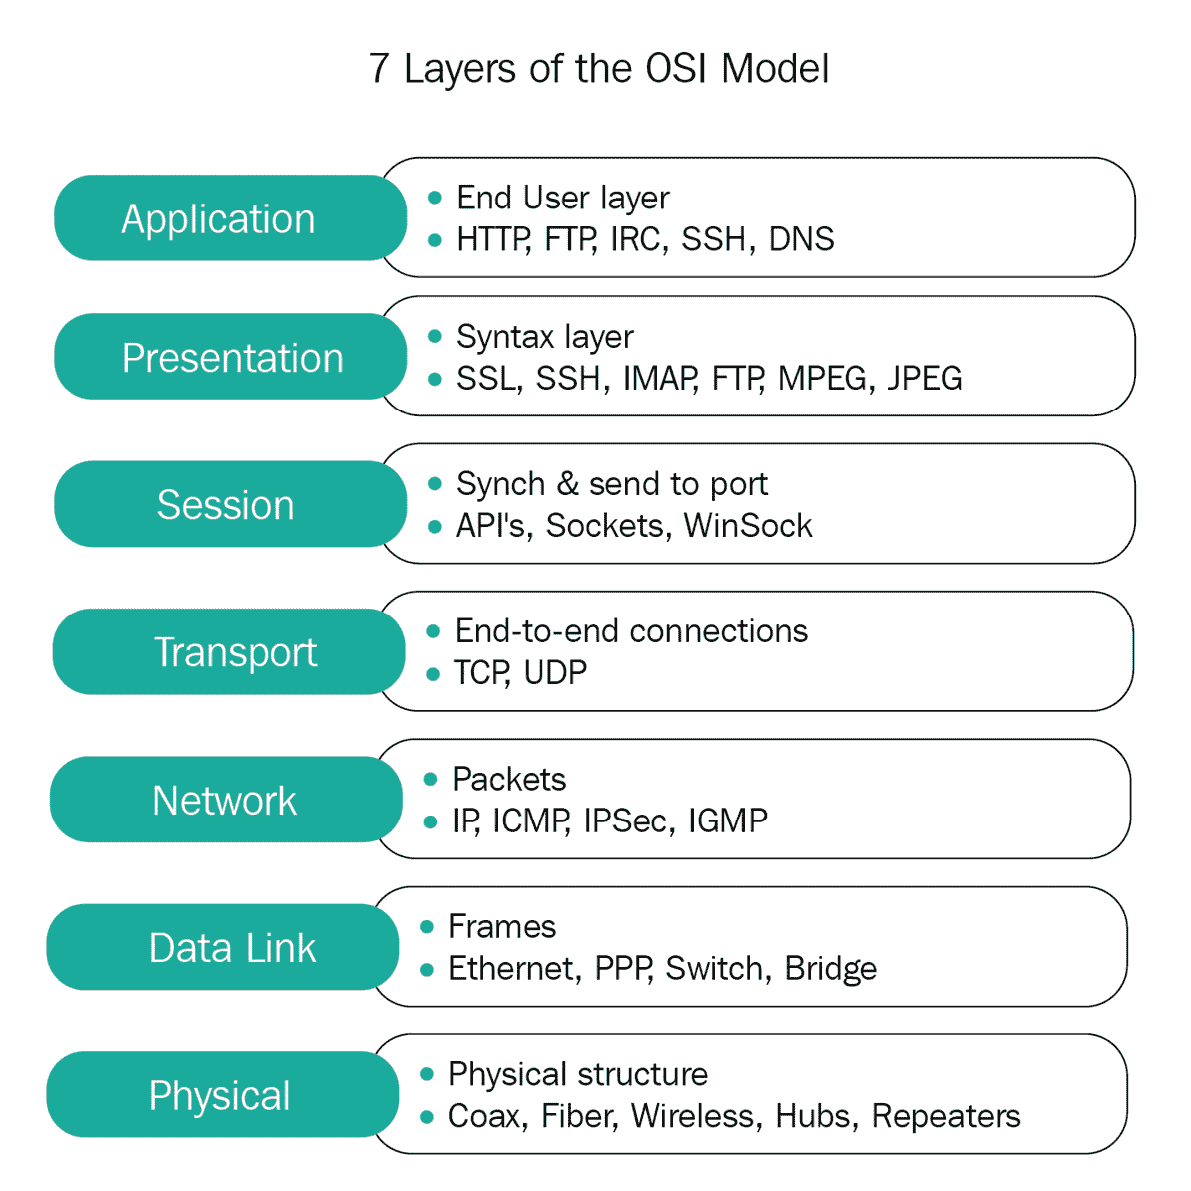 7 Layers of the OSI Model
Application
• End User layer
• HTTP, FTP, IRC, SSH, DNS
Presentation
• Syntax layer
• SSL, SSH, IMAP, FTP, MPEG, JPEG
Session
• Synch & send to port
• API's, Sockets, WinSock
Transport
• End-to-end connections
• TCP, UDP
Network
• Packets
• IP, ICMP, IPSec, IGMP
Data Link
• Frames
• Ethernet, PPP, Switch, Bridge
Physical
• Physical structure
• Coax, Fiber, Wireless, Hubs, Repeaters